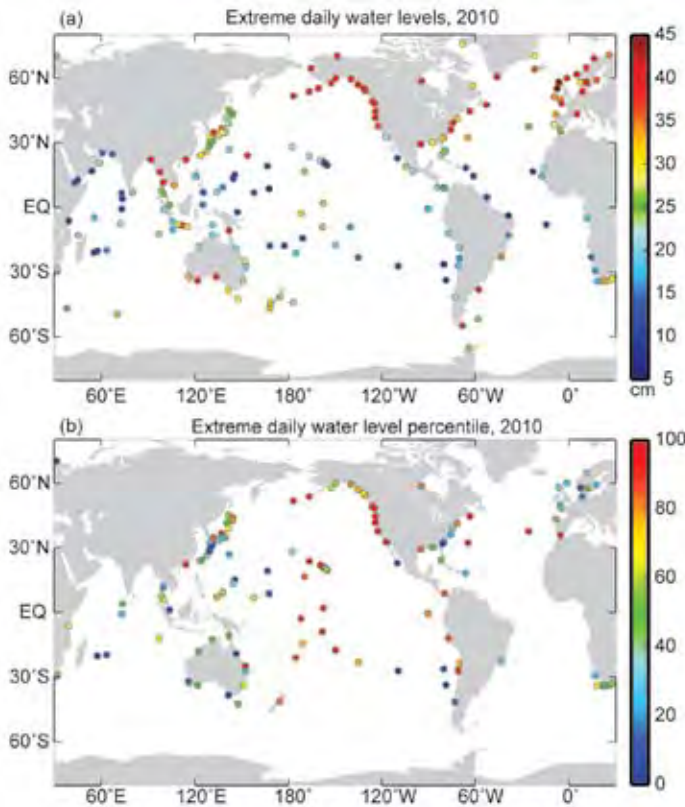 (a) Extreme daily water levels, 2010
60°N
30°N
EQ
30°S
60°S
60°E 120°E 180° 120°W 60°W 0°
45
40
35
30
25
20
15
10
5
cm
(b) Extreme daily water level percentile, 2010
60°N
30°N
EQ
30°S
60°S
60°E 120°E 180° 120°W 60°W 0°
100
80
60
40
20
0